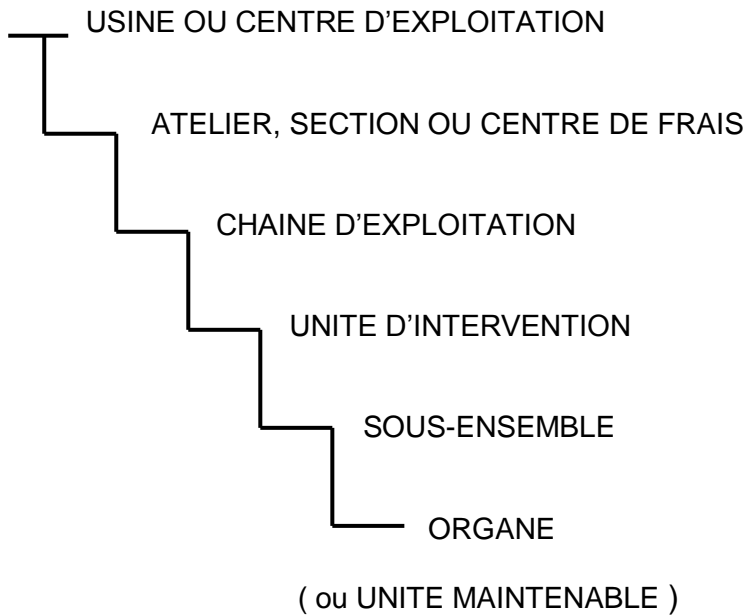 USINE OU CENTRE D'EXPLOITATION
ATELIER, SECTION OU CENTRE DE FRAIS
CHAINE D’EXPLOITATION
UNITE D’INTERVENTION
SOUS-ENSEMBLE
ORGANE
( ou UNITE MAINTENABLE )